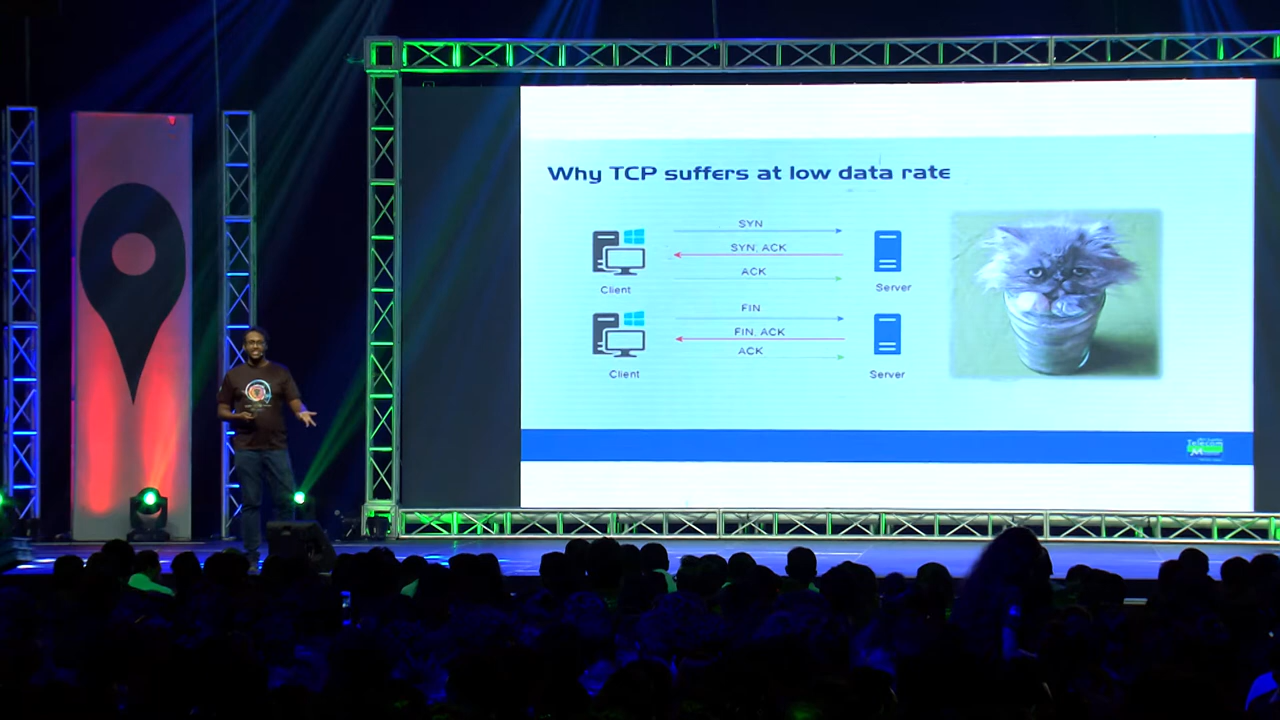 Why TCP suffers at low data rate
SYN
SYN, ACK
ACK
Client
Server
FIN
FIN, ACK
ACK
Client
Server
Telecom